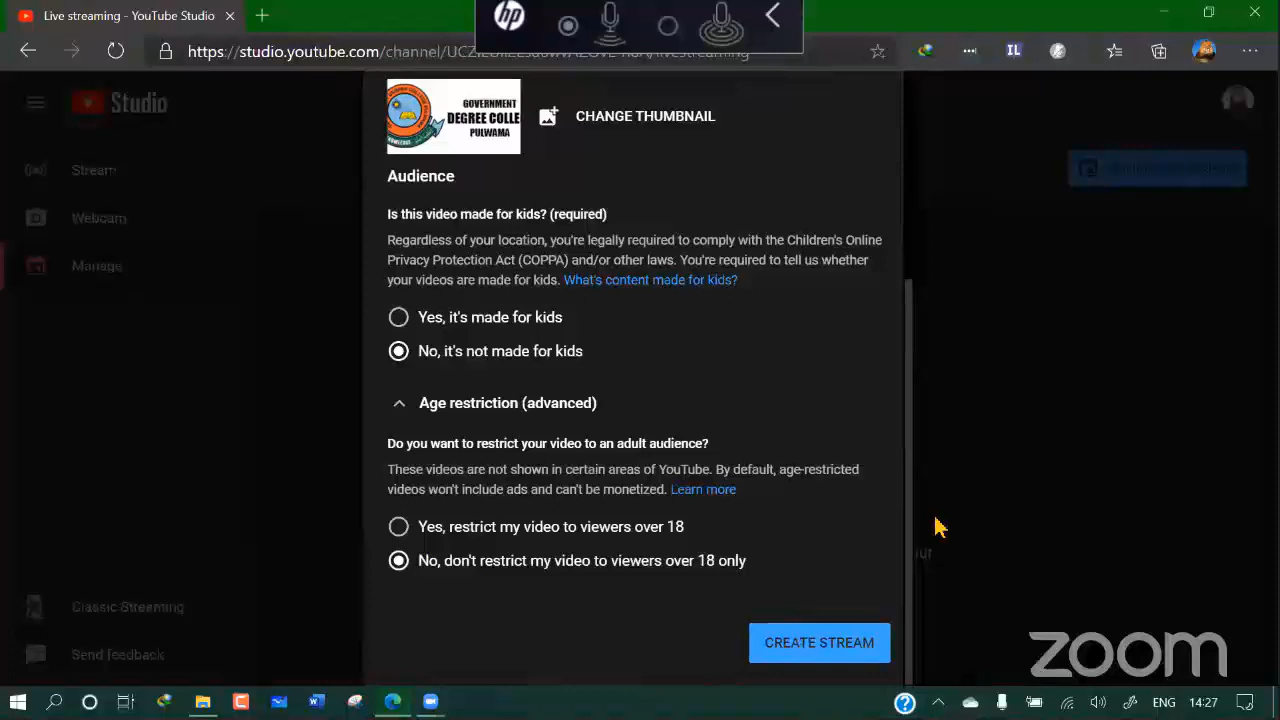 Live streaming - YouTube Studio
hp
Studio
GOVERNMENT
DEGREE COLLE
PULWAMA
CHANGE THUMBNAIL
Stream
Webcam
Manage
Audience
Is this video made for kids? (required)
Regardless of your location, you're legally required to comply with the Children's Online
Privacy Protection Act (COPPA) and/or other laws. You're required to tell us whether
your videos are made for kids. What's content made for kids?
Yes, it's made for kids
No, it's not made for kids
Age restriction (advanced)
Do you want to restrict your video to an adult audience?
These videos are not shown in certain areas of YouTube. By default, age-restricted
videos won't include ads and can't be monetized. Learn more
Yes, restrict my video to viewers over 18
No, don't restrict my video to viewers over 18 only
CREATE STREAM
Classic Streaming
Send Feedback
zoom
ENG 14:27